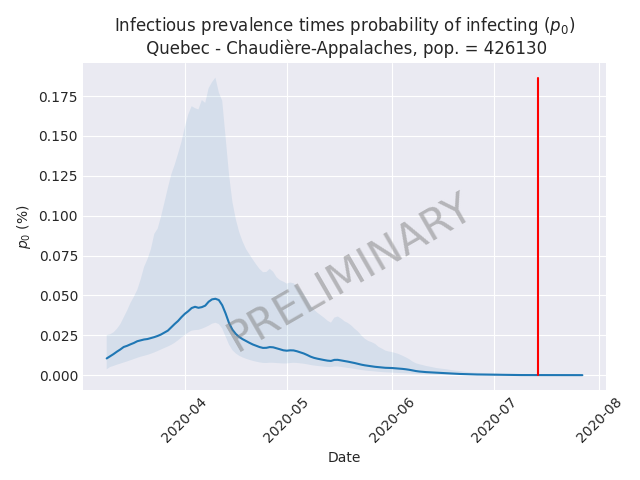 Infectious prevalence times probability of infecting (p₀)
Quebec - Chaudière-Appalaches, pop. = 426130
p₀ (%)
0.175
0.150
0.125
0.100
0.075
0.050
0.025
0.000
PRELIMINARY
2020-04
2020-05
2020-06
2020-07
2020-08
Date